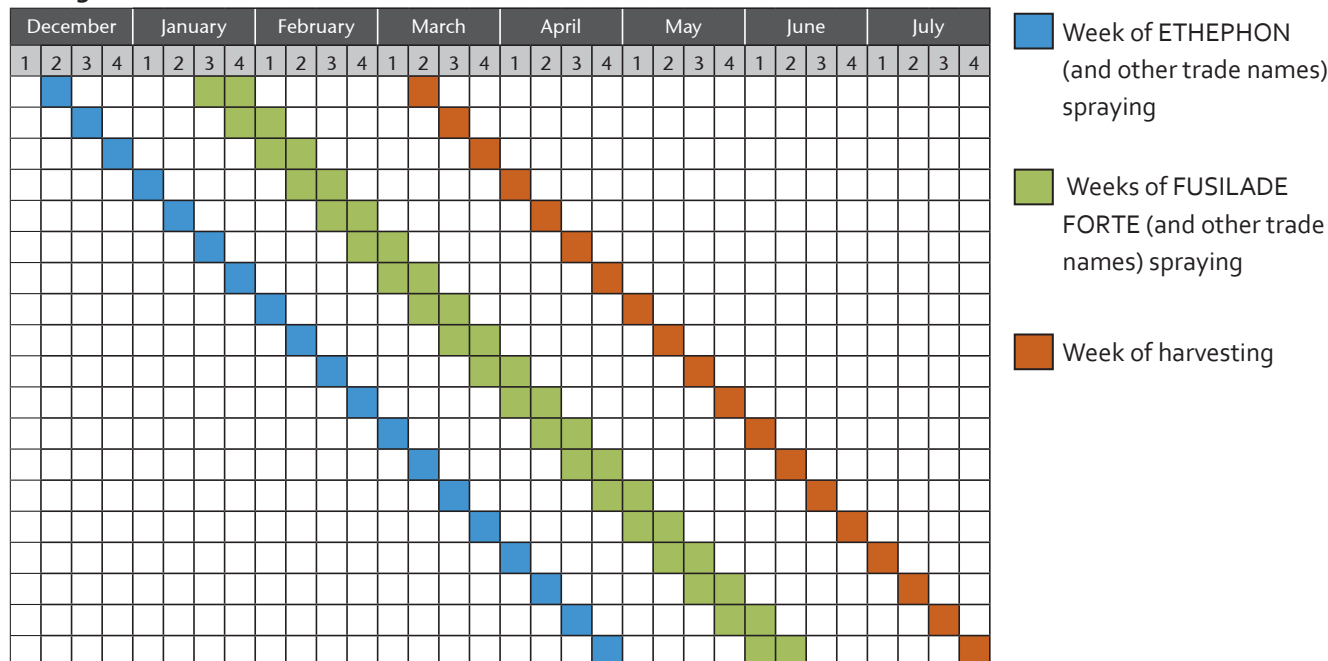 December January February March April May June July
1 2 3 4 1 2 3 4 1 2 3 4 1 2 3 4 1 2 3 4 1 2 3 4 1 2 3 4 1 2 3 4
Week of ETHEPHON
(and other trade names)
spraying
Weeks of FUSILADE
FORTE (and other trade
names) spraying
Week of harvesting